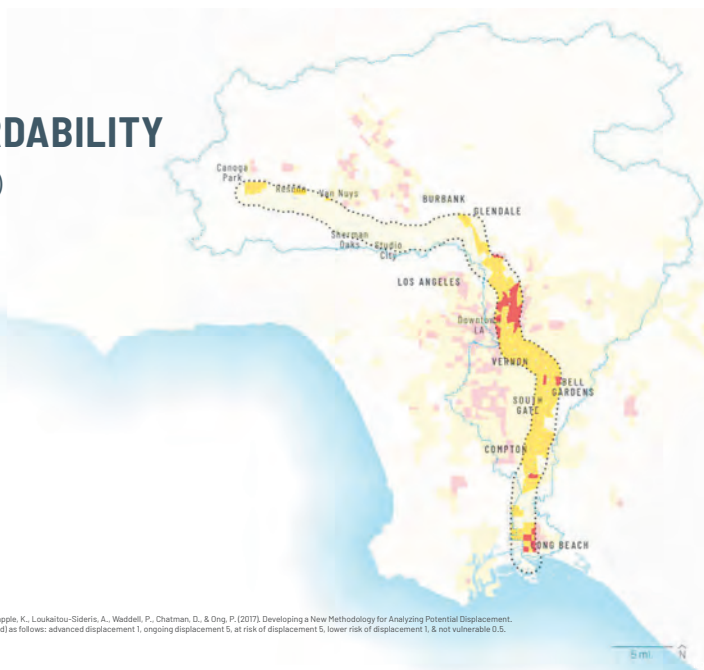 RDABILITY
)
Canoga
Park
Reseda
Van Nuys
BURBANK
GLENDALE
Sherman
Oaks
Studio
City
LOS ANGELES
Downtown
LA
VERNON
BELL
GARDENS
SOUTH
GATE
COMPTON
LONG BEACH
apple, K., Loukaitou-Sideris, A., Waddell, P., Chatman, D., & Ong, P. (2017). Developing a New Methodology for Analyzing Potential Displacement.
d) as follows: advanced displacement 1, ongoing displacement 5, at risk of displacement 5, lower risk of displacement 1, & not vulnerable 0.5.
5 mi.
N